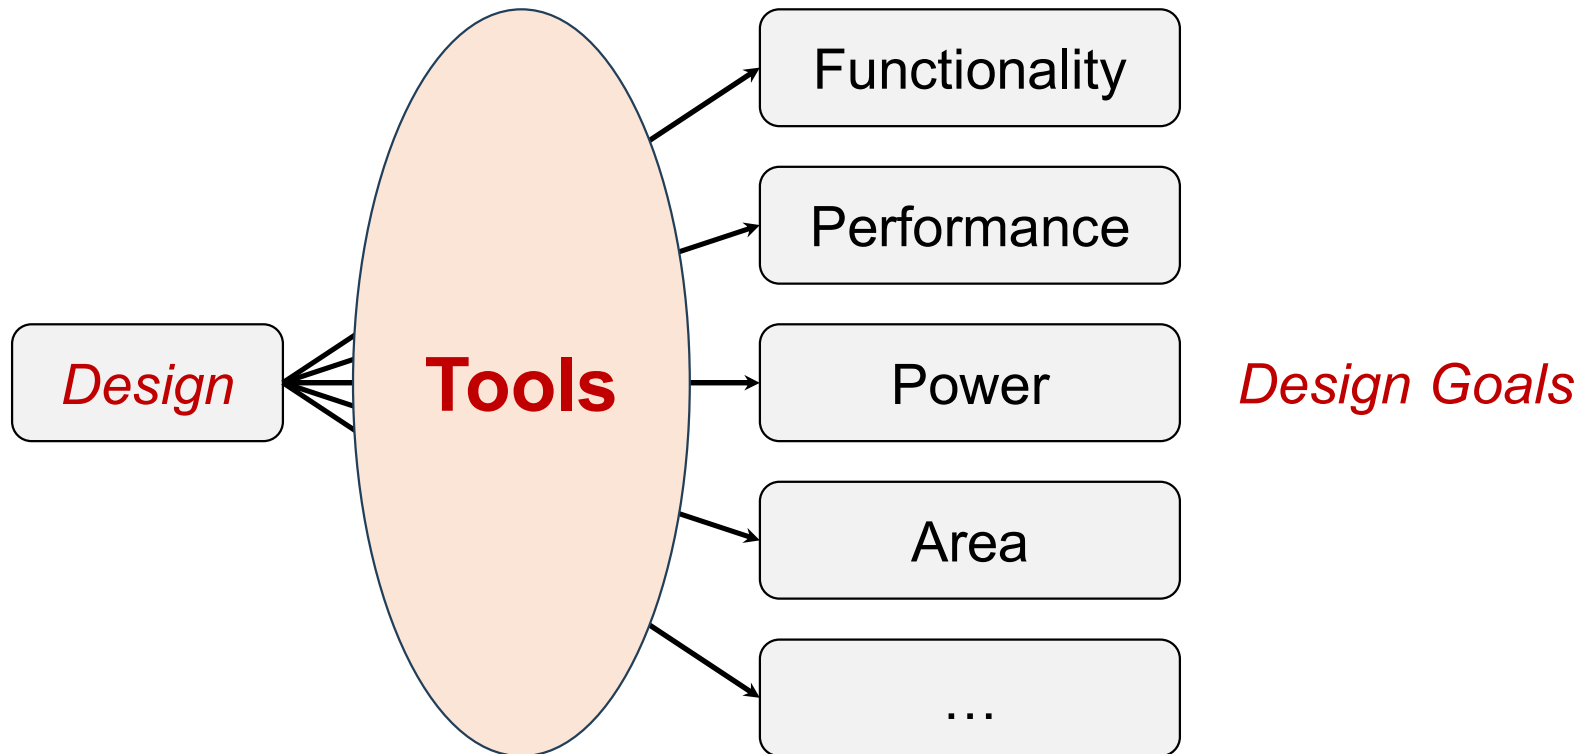 Design
Tools
Functionality
Performance
Power
Area
…
Design Goals